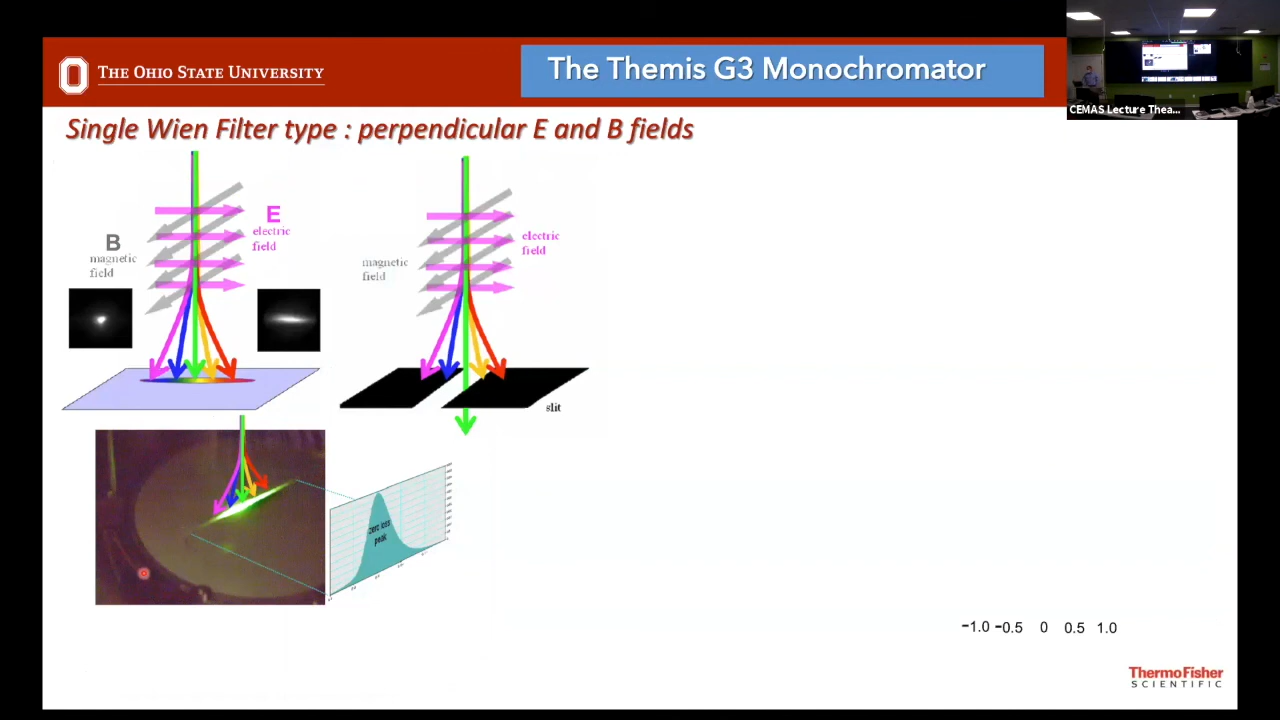 THE OHIO STATE UNIVERSITY
The Themis G3 Monochromator
CEMAS Lecture Thea...
Single Wien Filter type : perpendicular E and B fields
E
electric
field
B
magnetic
field
electric
field
magnetic
field
slit
zero loss
peak
−1.0 −0.5 0 0.5 1.0
ThermoFisher
SCIENTIFIC